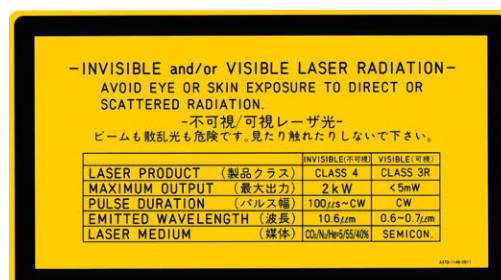 -INVISIBLE and/or VISIBLE LASER RADIATION-
AVOID EYE OR SKIN EXPOSURE TO DIRECT OR
SCATTERED RADIATION.
-不可視/可視レーザ光-
ビームも散乱光も危険です。見たり触れたりしないで下さい。
INVISIBLE(不可視) VISIBLE(可視)
LASER PRODUCT (製品クラス) CLASS 4 CLASS 3R
MAXIMUM OUTPUT (最大出力) 2kW <5mW
PULSE DURATION (パルス幅) 100μs~CW CW
EMITTED WAVELENGTH (波長) 10.6μm 0.6~0.7μm
LASER MEDIUM (媒体) CO₂/N₂/He=5/55/40% SEMICON.